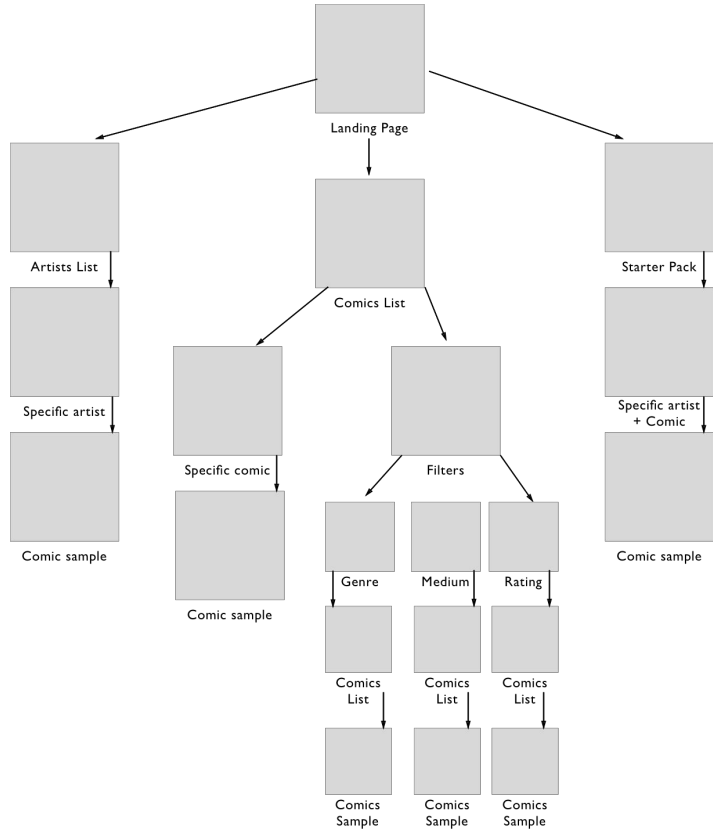 Landing Page
Artists List
Starter Pack
Comics List
Specific artist
Specific artist
+ Comic
Specific comic
Filters
Comic sample
Comic sample
Genre
Medium
Rating
Comic sample
Comics
List
Comics
List
Comics
List
Comics
Sample
Comics
Sample
Comics
Sample